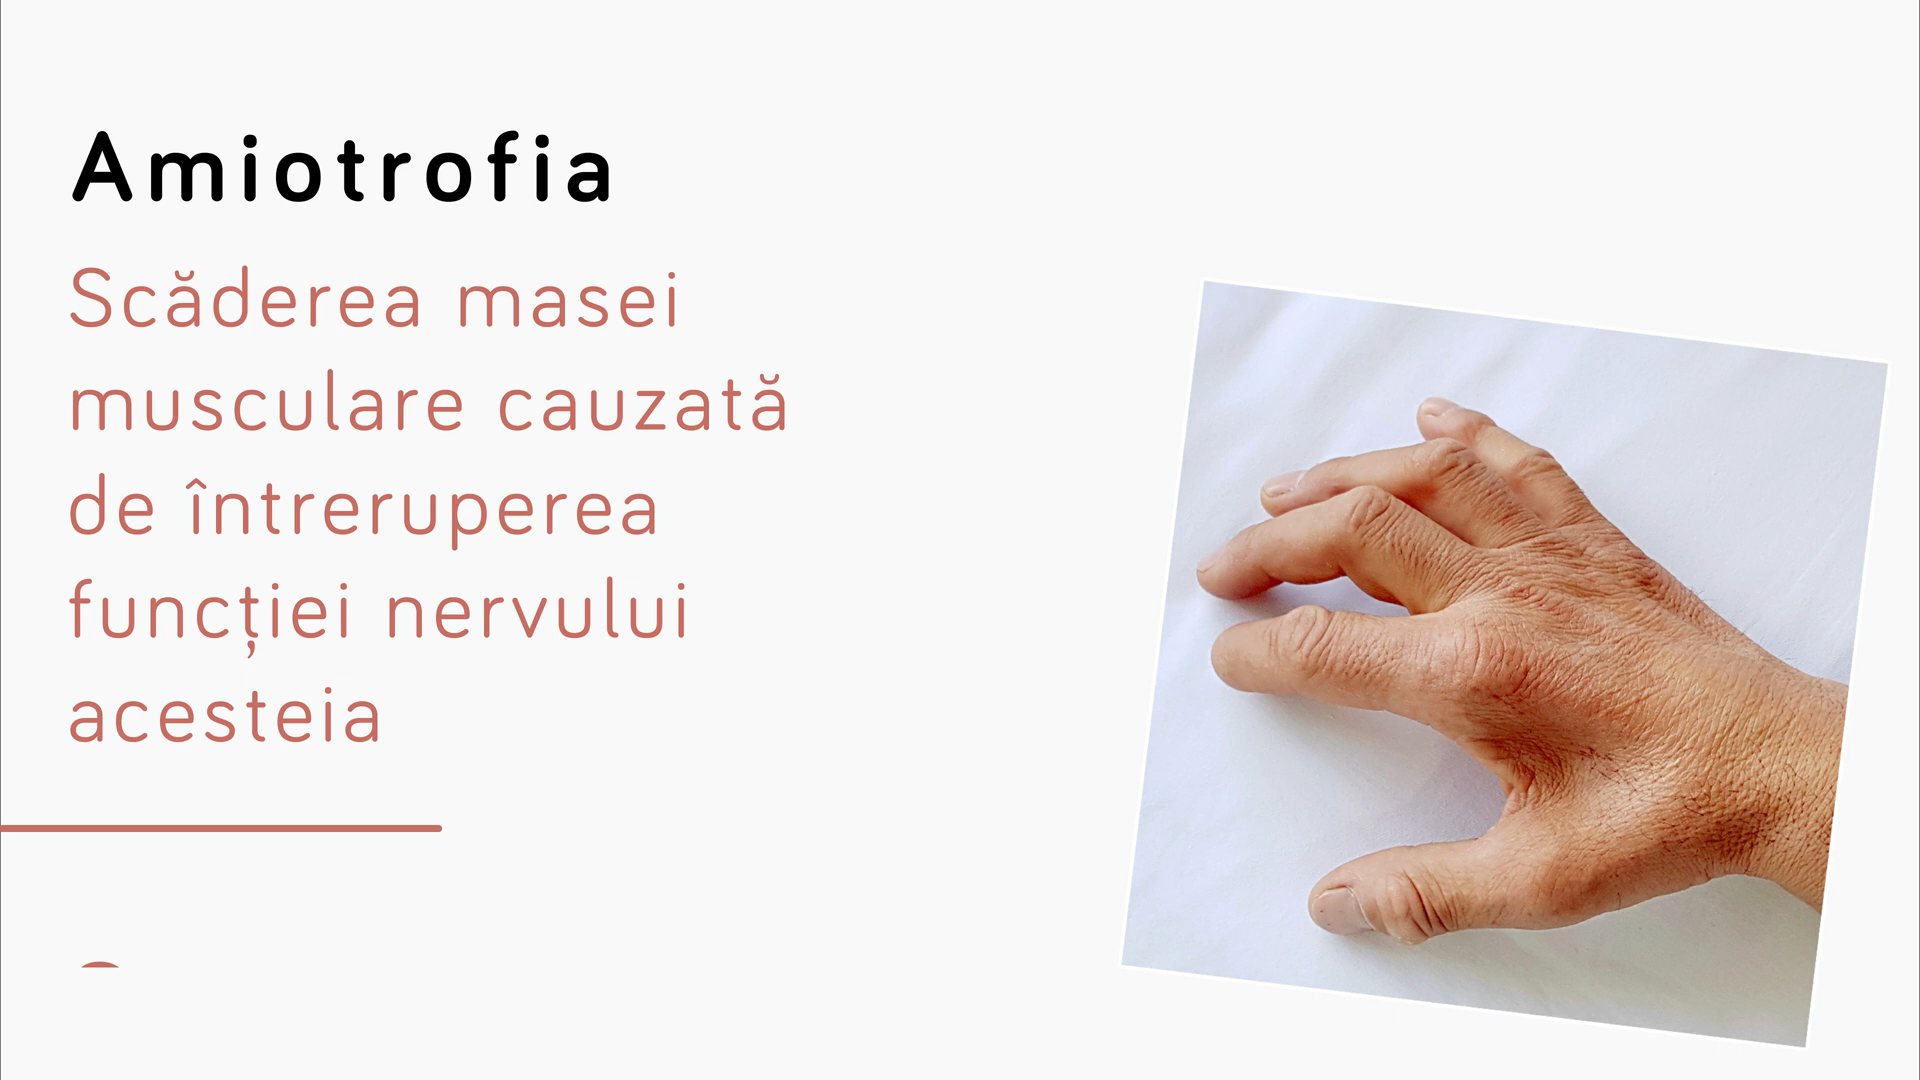 Amiotrofia
Scăderea masei
musculare cauzată
de întreruperea
funcției nervului
acesteia